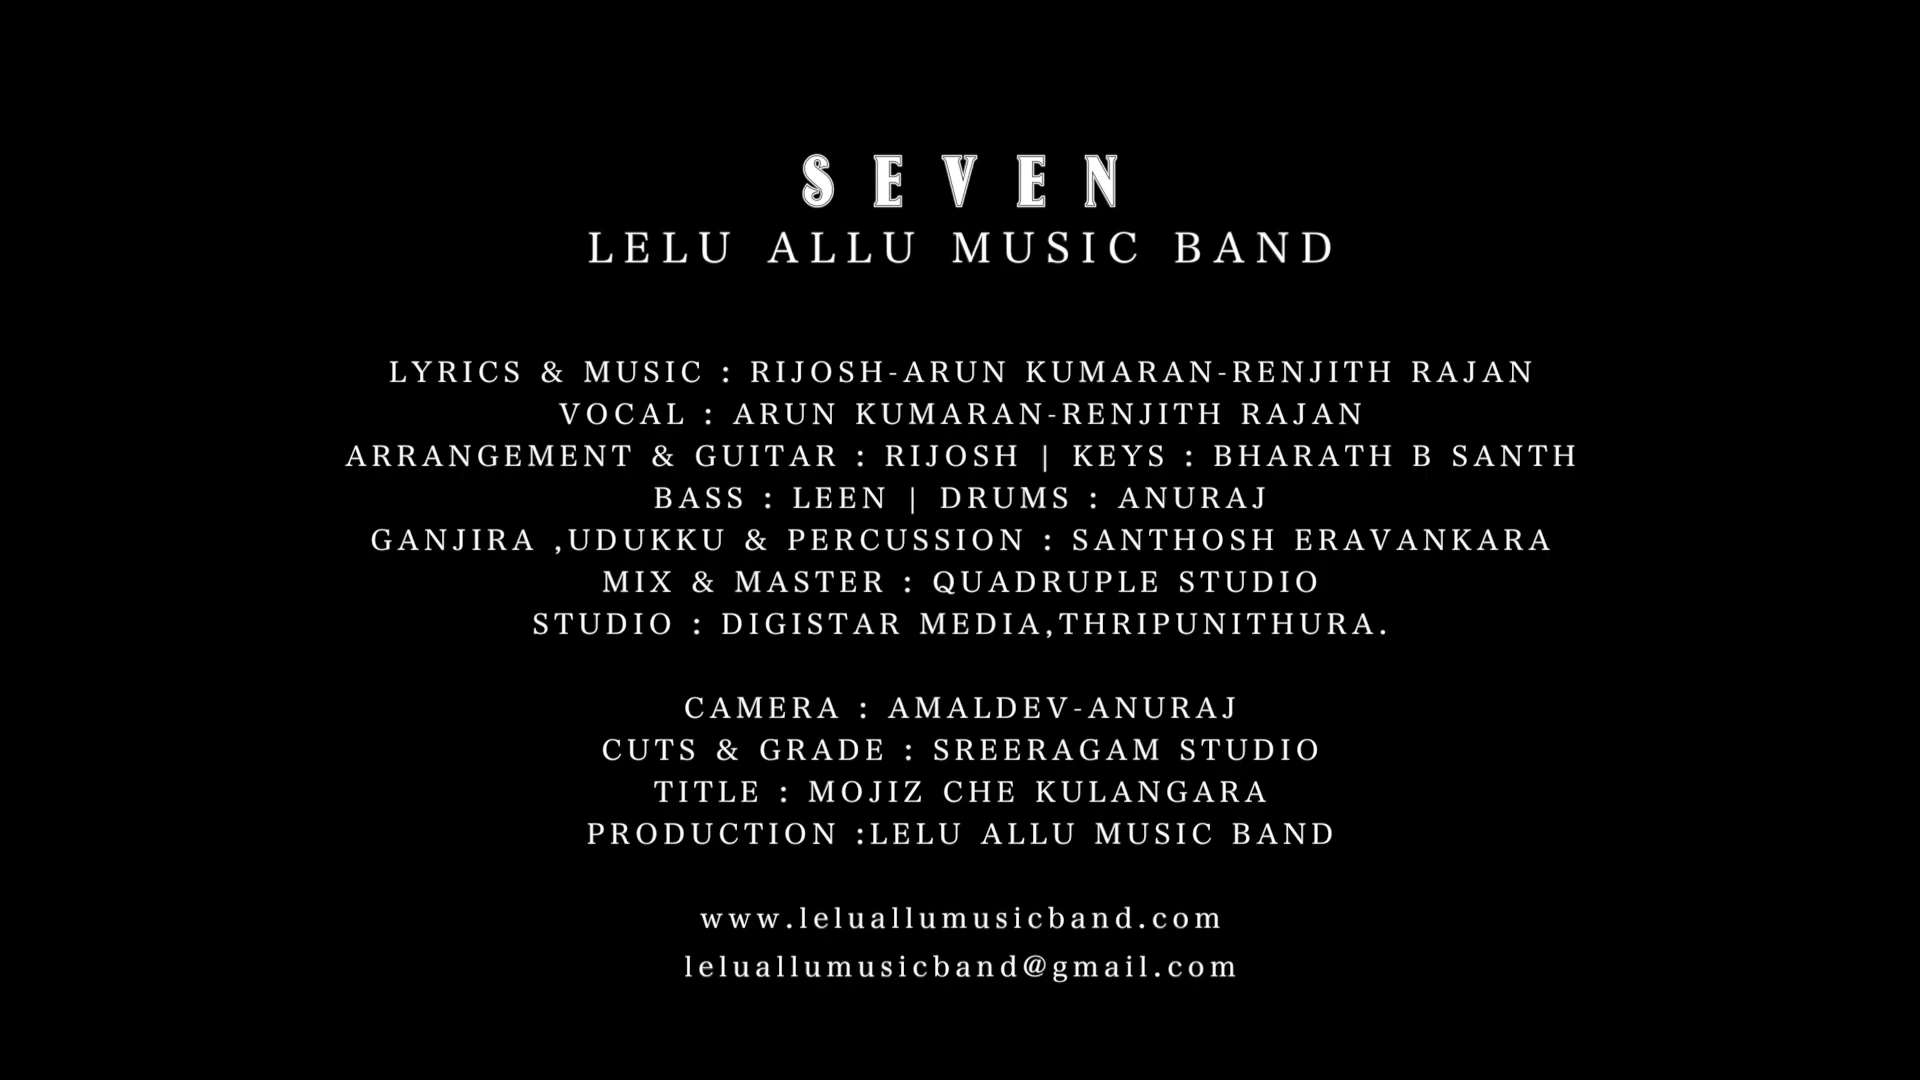 SEVEN
LELU ALLU MUSIC BAND
LYRICS & MUSIC : RIJOSH-ARUN KUMARAN-RENJITH RAJAN
VOCAL : ARUN KUMARAN-RENJITH RAJAN
ARRANGEMENT & GUITAR : RIJOSH | KEYS : BHARATH B SANTH
BASS : LEEN | DRUMS : ANURAJ
GANJIRA ,UDUKKU & PERCUSSION : SANTHOSH ERAVANKARA
MIX & MASTER : QUADRUPLE STUDIO
STUDIO : DIGISTAR MEDIA,THRIPUNITHURA.
CAMERA : AMALDEV-ANURAJ
CUTS & GRADE : SREERAGAM STUDIO
TITLE : MOJIZ CHE KULANGARA
PRODUCTION :LELU ALLU MUSIC BAND
www.leluallumusicband.com
leluallumusicband@gmail.com